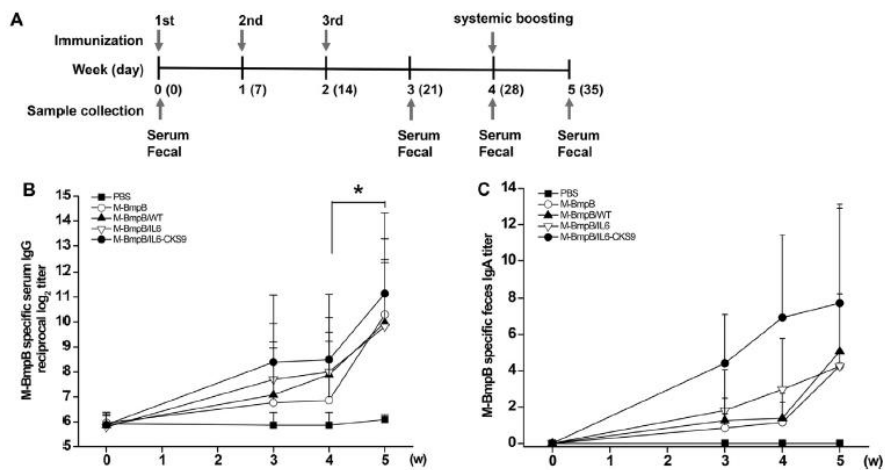 A
1st 2nd 3rd systemic boosting
Immunization
Week (day)
0 (0) 1 (7) 2 (14) 3 (21) 4 (28) 5 (35)
Sample collection
Serum Serum Serum Serum
Fecal Fecal Fecal Fecal
B
M-BmpB specific serum IgG
reciprocal log2 titer
15
14
13
12
11
10
9
8
7
6
5
PBS
M-BmpB
M-BmpB/WT
M-BmpB/IL6
M-BmpB/IL6-CKS9
*
0 1 2 3 4 5 (w)
C
M-BmpB specific feces IgA titer
14
12
10
8
6
4
2
0
PBS
M-BmpB
M-BmpB/WT
M-BmpB/IL6
M-BmpB/IL6-CKS9
0 1 2 3 4 5 (w)